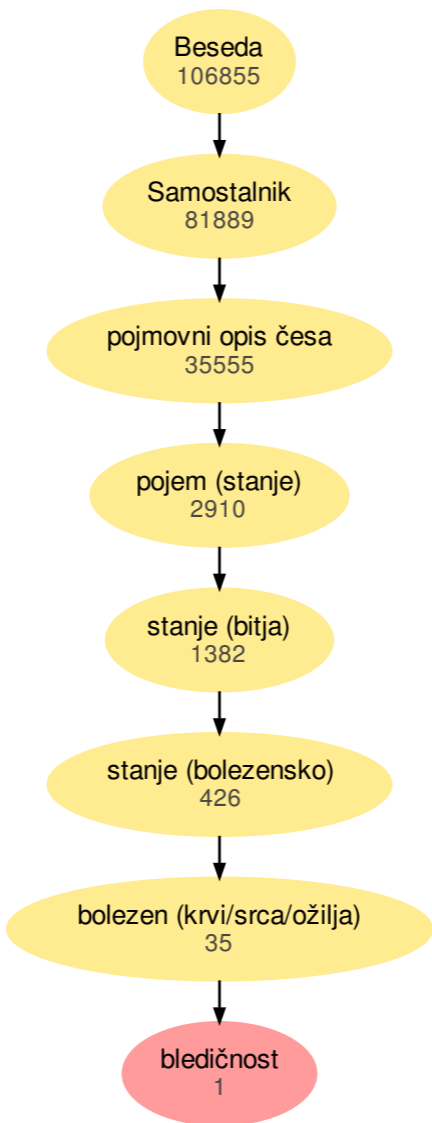 Beseda
106855
Samostalnik
81889
pojmovni opis česa
35555
pojem (stanje)
2910
stanje (bitja)
1382
stanje (bolezensko)
426
bolezen (krvi/srca/ožilja)
35
bledičnost
1